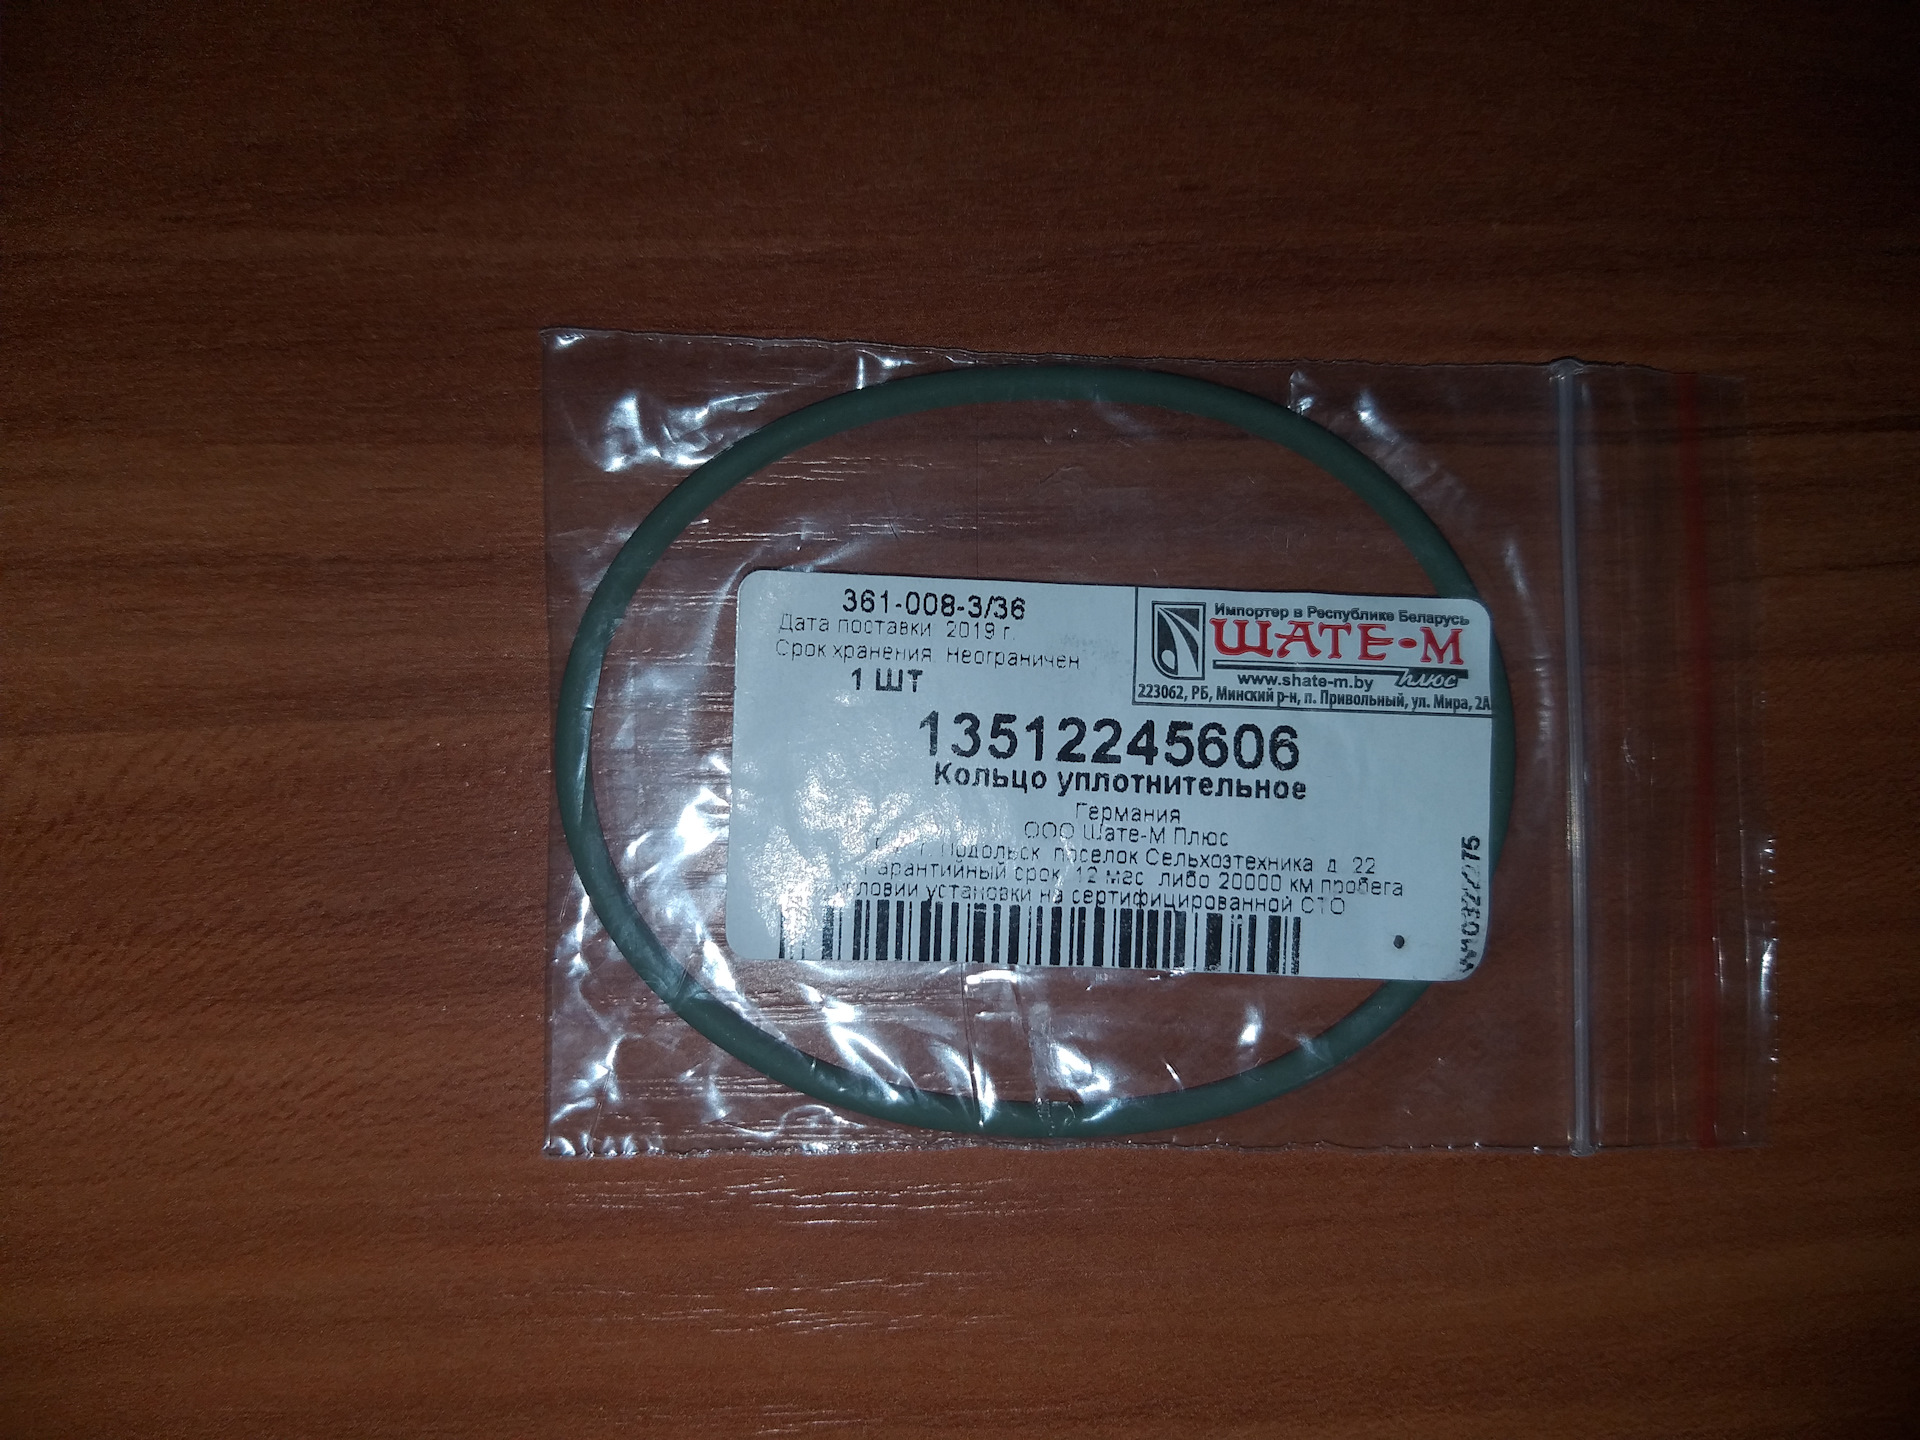 361-008-3/36
Дата поставки: 2019 г.
Срок хранения: неограничен
1 ШТ
Импортер в Республике Беларусь
ШАТЕ-М
плюс
www.shate-m.by
223062, РБ, Минский р-н, п. Привольный, ул. Мира, 2А
13512245606
Кольцо уплотнительное
Германия
ООО Шате-М Плюс
г. Подольск, поселок Сельхозтехника д. 22
Гарантийный срок 12 мес. либо 20000 км пробега
установки на сертифицированной СТО